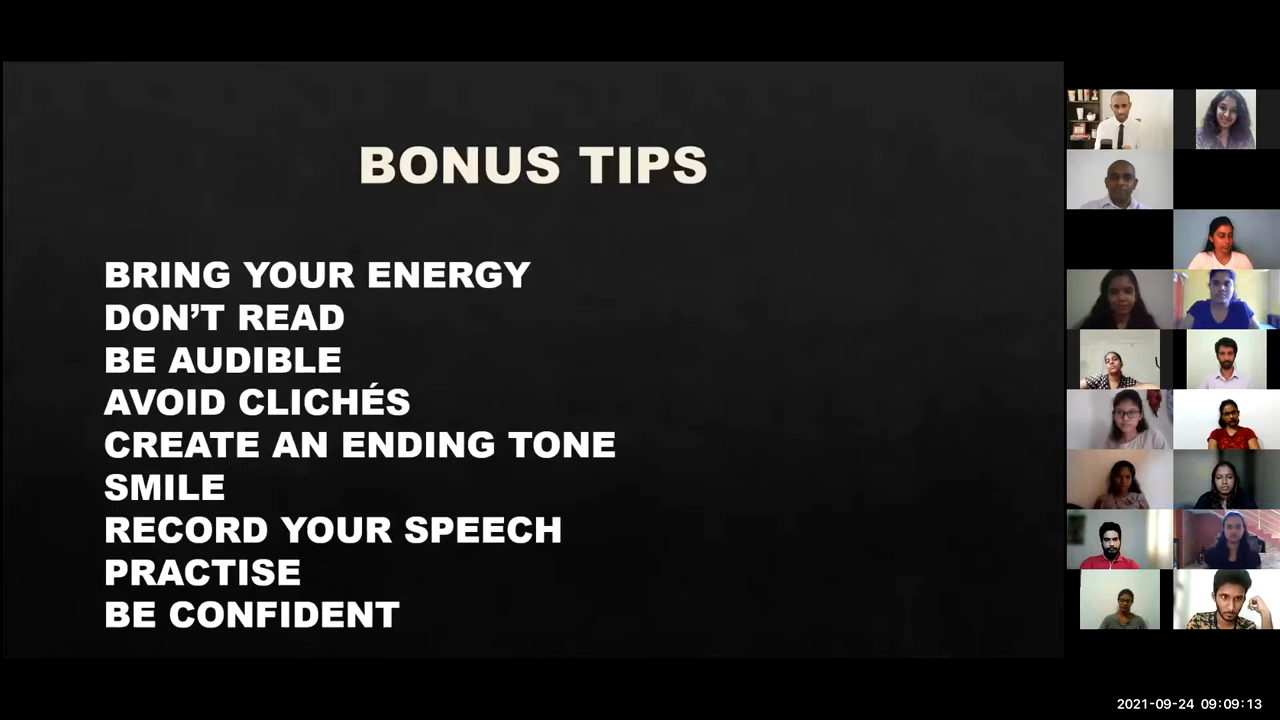 BONUS TIPS
BRING YOUR ENERGY
DON’T READ
BE AUDIBLE
AVOID CLICHÉS
CREATE AN ENDING TONE
SMILE
RECORD YOUR SPEECH
PRACTISE
BE CONFIDENT
2021-09-24 09:09:13